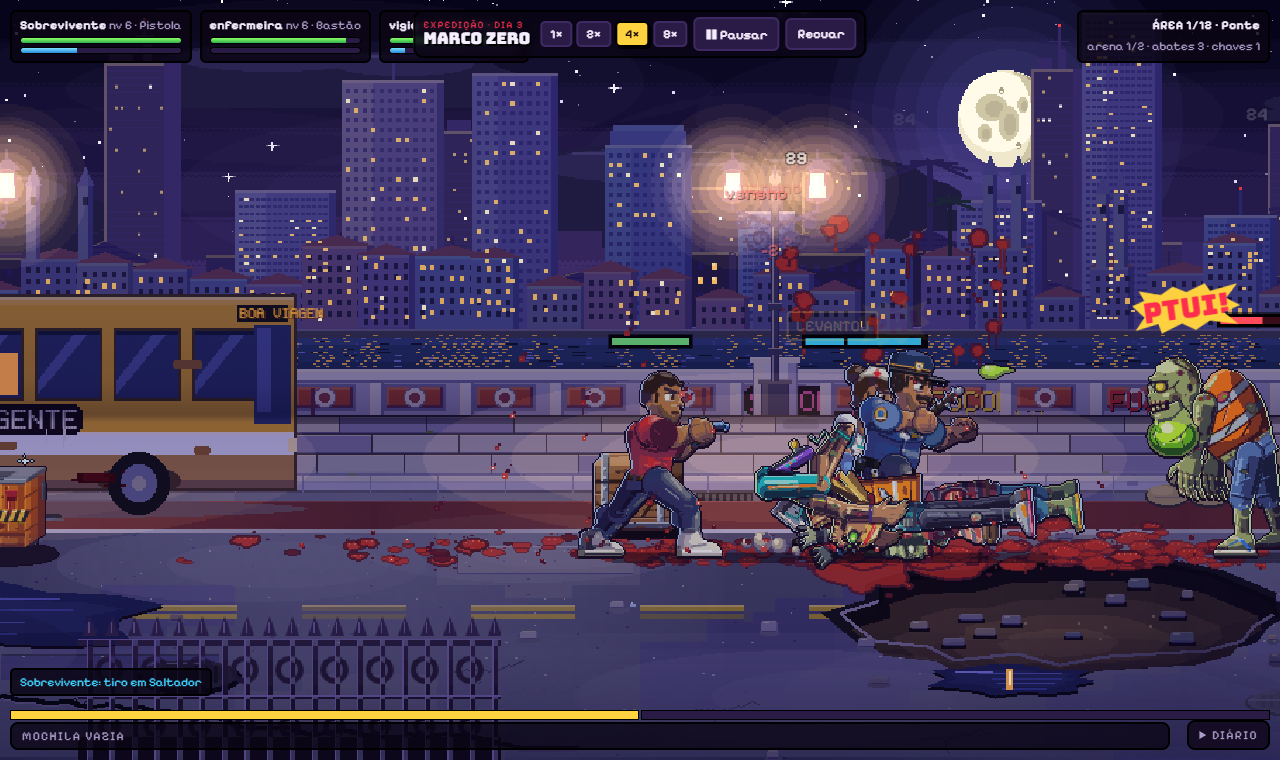 Sobrevivente nv 6 · Pistola
enfermeira nv 6 · Bastão
EXPEDIÇÃO · DIA 3
MARCO ZERO
1×
2×
4×
8×
Pausar
Recuar
ÁREA 1/12 · Ponte
arena 1/2 · abates 3 · chaves 1
84
84
89
veneno
BOA VIAGEM
PTUI!
LEVANTOU
GENTE
Sobrevivente: tiro em Saltador
MOCHILA VAZIA
DIÁRIO